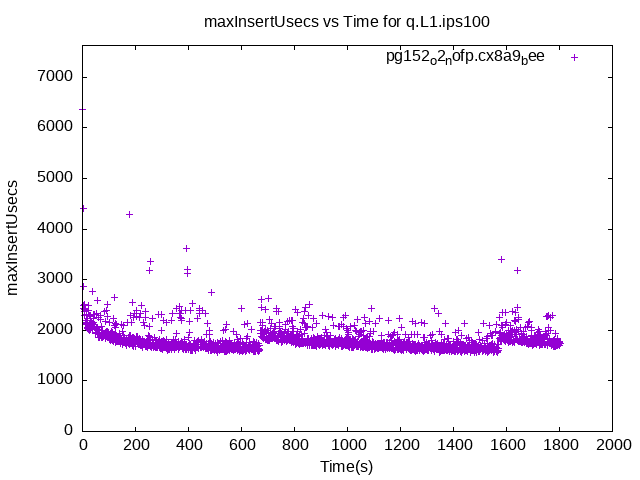 maxInsertUsecs vs Time for q.L1.ips100
pg152_o2_nofp.cx8a9_bee
maxInsertUsecs
7000
6000
5000
4000
3000
2000
1000
0
0 200 400 600 800 1000 1200 1400 1600 1800 2000
Time(s)